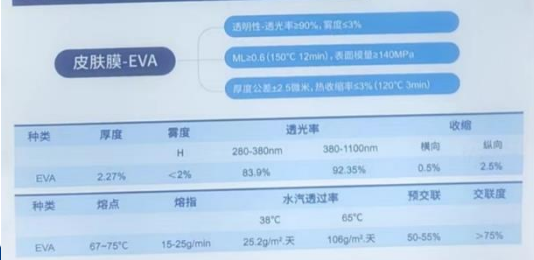 透明性-透光率≥90%,雾度≤3%
皮肤膜-EVA
ML≥0.6(150℃ 12min),表面模量≥140MPa
厚度公差±2.5微米,热收缩率≤3%(120℃ 3min)
种类 厚度 雾度 透光率 收缩
H 280-380nm 380-1100nm 横向 纵向
EVA 2.27% <2% 83.9% 92.35% 0.5% 2.5%
种类 熔点 熔指 水汽透过率 预交联 交联度
38℃ 65℃
EVA 67~75℃ 15-25g/min 25.2g/m².天 106g/m².天 50-55% >75%